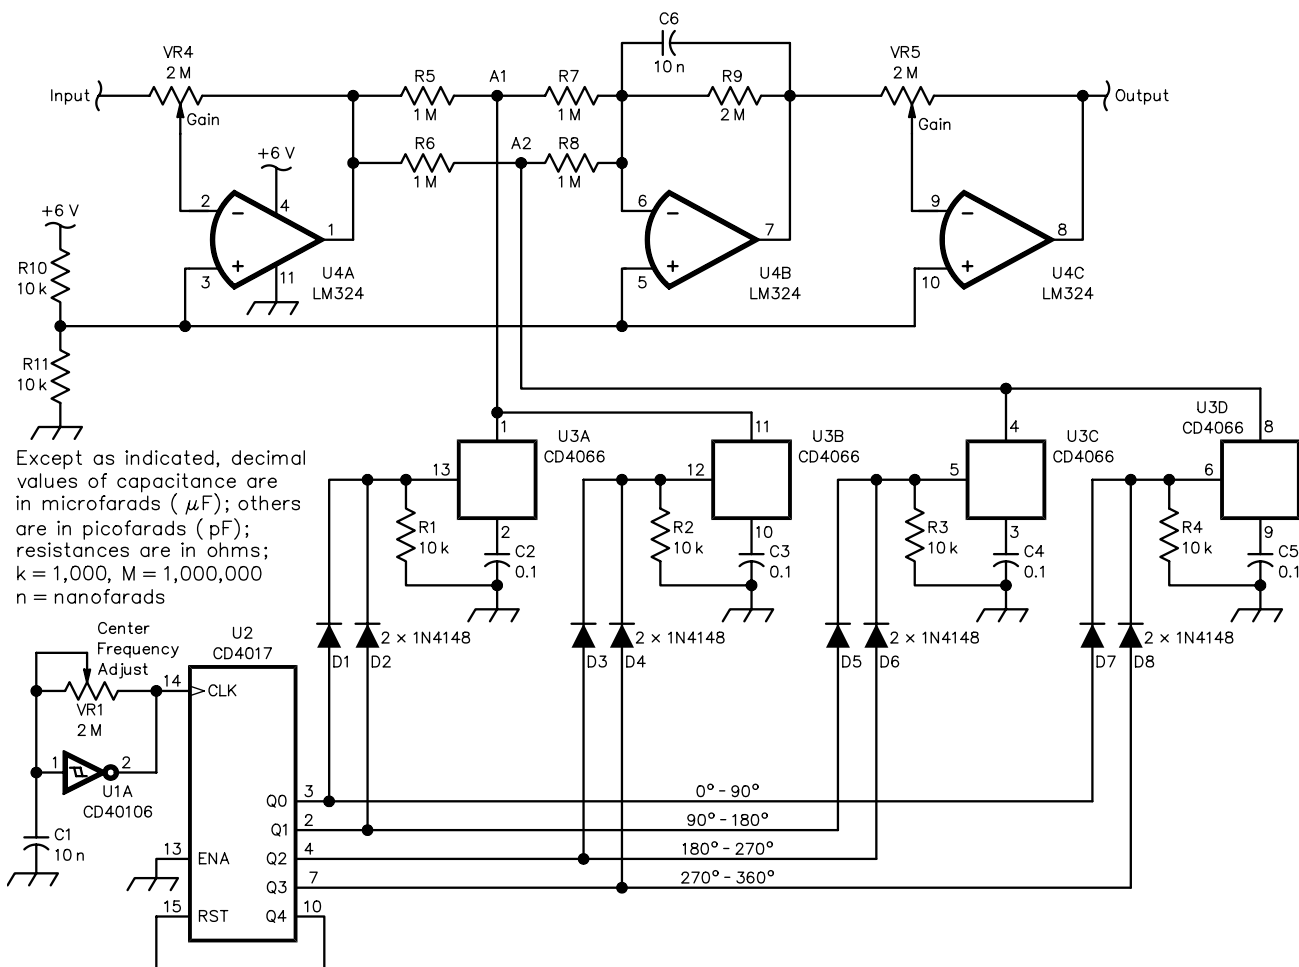 C6
10 n
VR4
2 M
Input
Gain
R5
1 M
A1
R7
1 M
R9
2 M
VR5
2 M
Gain
Output
R6
1 M
A2
R8
1 M
+6 V
2
4
1
3
11
U4A
LM324
6
7
5
U4B
LM324
9
8
10
U4C
LM324
+6 V
R10
10 k
R11
10 k
Except as indicated, decimal
values of capacitance are
in microfarads ( μF); others
are in picofarads ( pF);
resistances are in ohms;
k = 1,000, M = 1,000,000
n = nanofarads
1
U3A
CD4066
13
2
R1
10 k
C2
0.1
11
U3B
CD4066
12
10
R2
10 k
C3
0.1
4
U3C
CD4066
5
3
R3
10 k
C4
0.1
U3D
CD4066
8
6
9
R4
10 k
C5
0.1
2 × 1N4148
D1
D2
2 × 1N4148
D3
D4
2 × 1N4148
D5
D6
2 × 1N4148
D7
D8
Center
Frequency
Adjust
VR1
2 M
1
2
U1A
CD40106
C1
10 n
U2
CD4017
14
CLK
13
ENA
15
RST
Q0
3
0° - 90°
Q1
2
90° - 180°
Q2
4
180° - 270°
Q3
7
270° - 360°
Q4
10